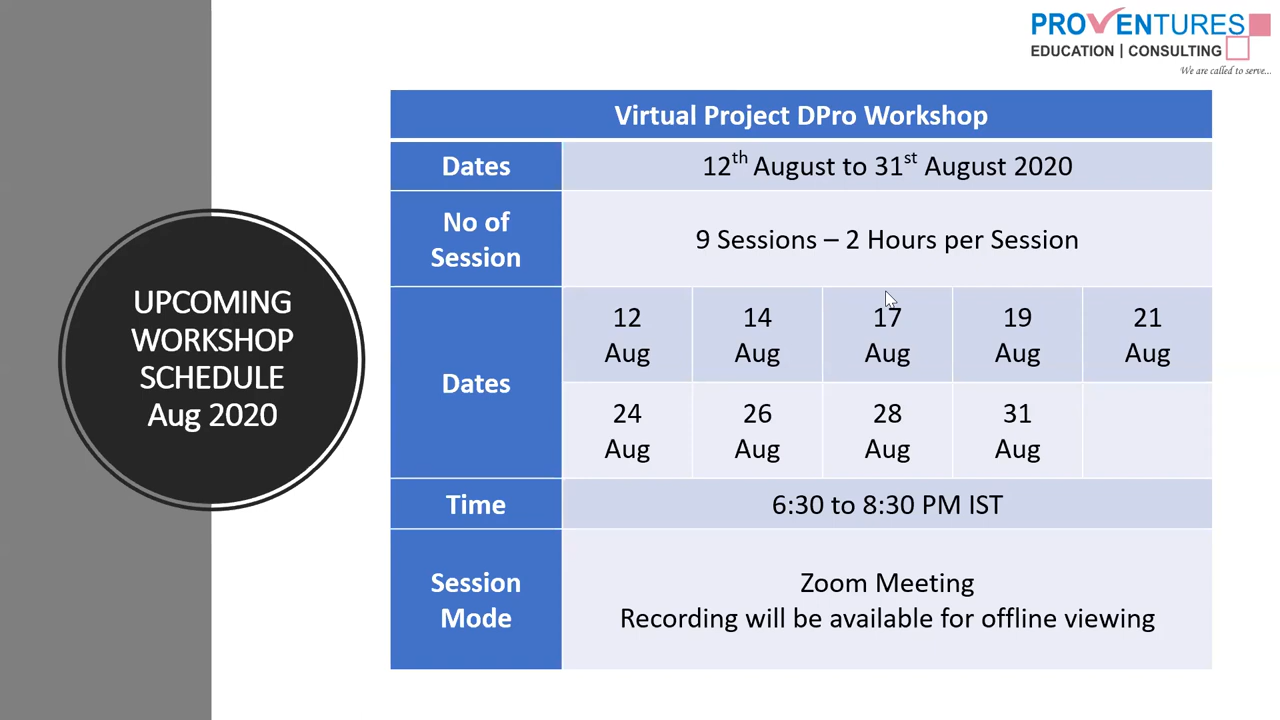 PROVENTURES
EDUCATION | CONSULTING
We are called to serve...
UPCOMING
WORKSHOP
SCHEDULE
Aug 2020
Virtual Project DPro Workshop
Dates
12th August to 31st August 2020
No of
Session
9 Sessions – 2 Hours per Session
Dates
12
Aug
14
Aug
17
Aug
19
Aug
21
Aug
24
Aug
26
Aug
28
Aug
31
Aug
Time
6:30 to 8:30 PM IST
Session
Mode
Zoom Meeting
Recording will be available for offline viewing